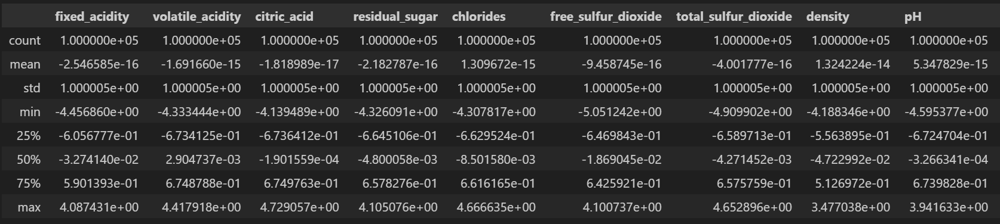 fixed_acidity volatile_acidity citric_acid residual_sugar chlorides free_sulfur_dioxide total_sulfur_dioxide density pH
count 1.000000e+05 1.000000e+05 1.000000e+05 1.000000e+05 1.000000e+05 1.000000e+05 1.000000e+05 1.000000e+05 1.000000e+05
mean -2.546585e-16 -1.691660e-15 -1.818989e-17 -2.182787e-16 1.309672e-15 -9.458745e-16 -4.001777e-16 1.324224e-14 5.347829e-15
std 1.000005e+00 1.000005e+00 1.000005e+00 1.000005e+00 1.000005e+00 1.000005e+00 1.000005e+00 1.000005e+00 1.000005e+00
min -4.456860e+00 -4.333444e+00 -4.139489e+00 -4.326091e+00 -4.307817e+00 -5.051242e+00 -4.909902e+00 -4.188346e+00 -4.595377e+00
25% -6.056777e-01 -6.734125e-01 -6.736412e-01 -6.645106e-01 -6.629524e-01 -6.469843e-01 -6.589713e-01 -5.563895e-01 -6.724704e-01
50% -3.274140e-02 2.904737e-03 -1.901559e-04 -4.800058e-03 -8.501580e-03 -1.869045e-02 -4.271452e-03 -4.722992e-02 -3.266341e-04
75% 5.901393e-01 6.748788e-01 6.749763e-01 6.578276e-01 6.616165e-01 6.425921e-01 6.575759e-01 5.126972e-01 6.739828e-01
max 4.087431e+00 4.417918e+00 4.729057e+00 4.105076e+00 4.666635e+00 4.100737e+00 4.652896e+00 3.477038e+00 3.941633e+00